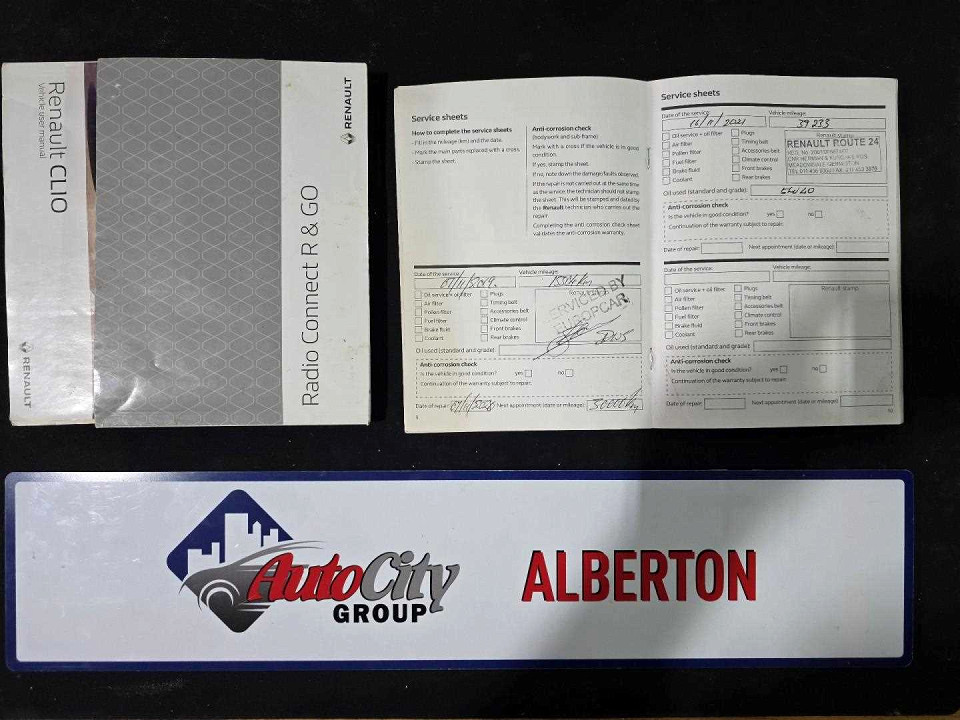 Renault CLIO
Vehicle user manual
RENAULT
Radio Connect R & GO
RENAULT
Service sheets
How to complete the service sheets
- Fill in the mileage (km) and the date.
- Mark the main parts replaced with a cross.
- Stamp the sheet.
Anti-corrosion check
(bodywork and sub-frame)
Mark with a cross if the vehicle is in good
condition.
If yes, stamp the sheet.
If no, note down the damage/faults observed.
If the repair is not carried out at the same time
as the service, the technician should not stamp
the sheet. This will be stamped and dated by
the Renault technician who carries out the
repair.
Completing the anti corrosion check sheet
validates the anti-corrosion warranty.
Date of the service:
01/11/2019.
Vehicle mileage:
Oil service + oil filter
Air filter
Pollen filter
Fuel filter
Brake fluid
Coolant
Plugs
Timing belt
Accessories belt
Climate control
Front brakes
Rear brakes
SERVICED BY
EUROPCAR
Oil used (standard and grade):
Anti-corrosion check
Is the vehicle in good condition? yes no
Continuation of the warranty subject to repair:
Date of repair: Next appointment (date or mileage): 30000km
Service sheets
Date of the service:
16/11/2021
Vehicle mileage:
39 233
Oil service + oil filter
Air filter
Pollen filter
Fuel filter
Brake fluid
Coolant
Plugs
Timing belt
Accessories belt
Climate control
Front brakes
Rear brakes
Renault stamp
RENAULT ROUTE 24
Oil used (standard and grade):
5W40
Anti-corrosion check
Is the vehicle in good condition? yes no
Continuation of the warranty subject to repair:
Date of repair: Next appointment (date or mileage):
Date of the service:
Vehicle mileage:
Oil service + oil filter
Air filter
Pollen filter
Fuel filter
Brake fluid
Coolant
Plugs
Timing belt
Accessories belt
Climate control
Front brakes
Rear brakes
Renault stamp
Oil used (standard and grade):
Anti-corrosion check
Is the vehicle in good condition? yes no
Continuation of the warranty subject to repair:
Date of repair: Next appointment (date or mileage):
AutoCity
GROUP
ALBERTON